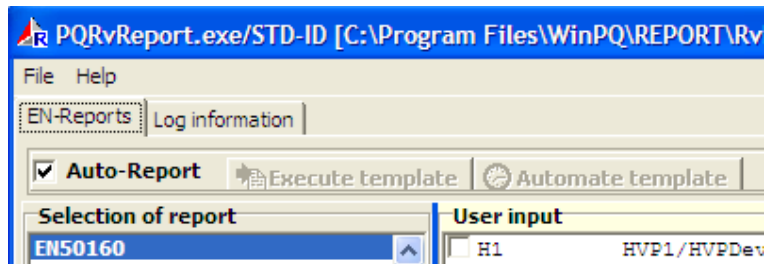 PQRvReport.exe/STD-ID [C:\Program Files\WinPQ\REPORT\Rv
File Help
EN-Reports Log information
Auto-Report Execute template Automate template
Selection of report User input
EN50160 H1 HVP1/HVPDev